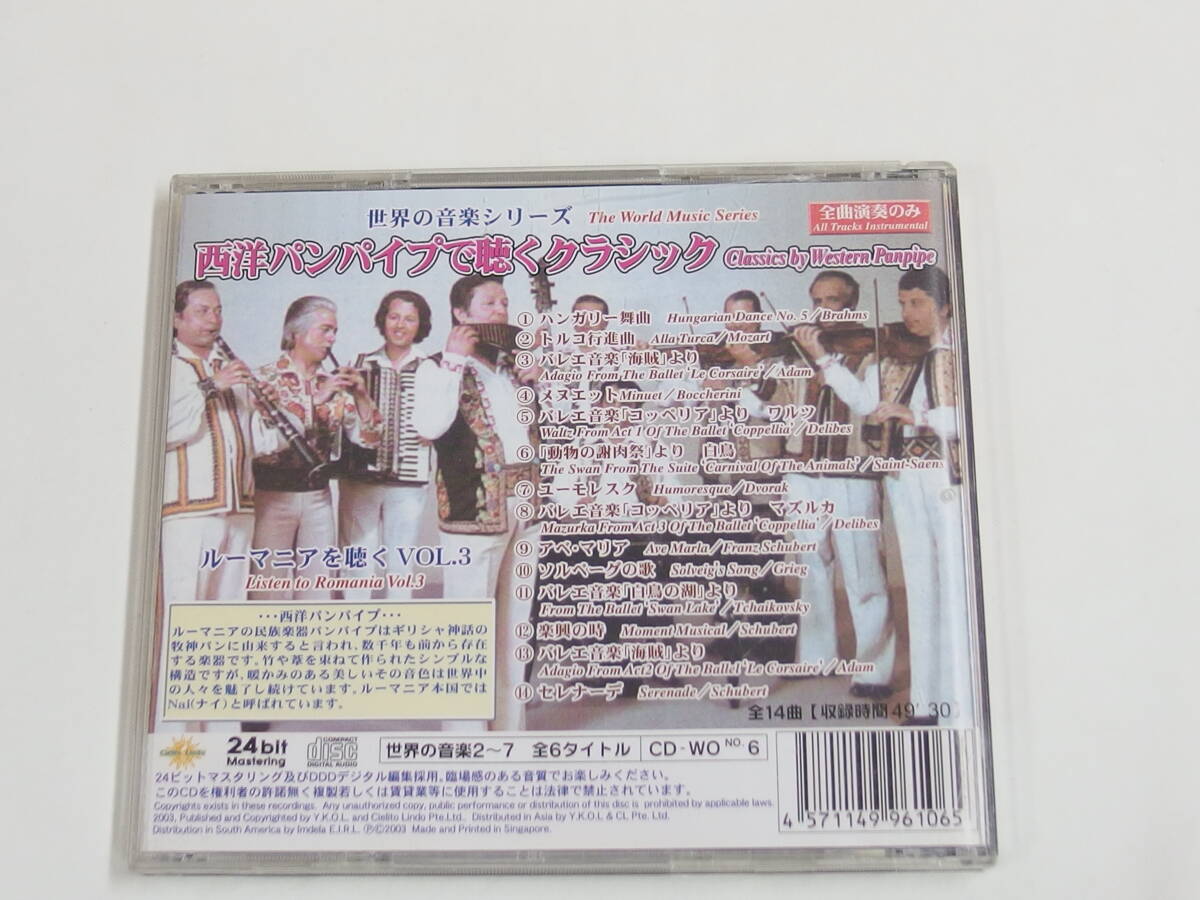 世界の音楽シリーズ The World Music Series
全曲演奏のみ
All Tracks Instrumental
西洋パンパイプで聴くクラシック Classics by Western Panpipe
① ハンガリー舞曲 Hungarian Dance No. 5／Brahms
② トルコ行進曲 Alla Turca／Mozart
③ バレエ音楽「海賊」より
Adagio From The Ballet 'Le Corsaire'／Adam
④ メヌエット Minuet／Boccherini
⑤ バレエ音楽「コッペリア」より ワルツ
Waltz From Act 1 Of The Ballet 'Coppellia'／Delibes
⑥ 「動物の謝肉祭」より 白鳥
The Swan From The Suite 'Carnival Of The Animals'／Saint-Saens
⑦ ユーモレスク Humoresque／Dvorak
⑧ バレエ音楽「コッペリア」より マズルカ
Mazurka From Act 3 Of The Ballet 'Coppellia'／Delibes
⑨ アベ・マリア Ave Marla／Franz Schubert
⑩ ソルベーグの歌 Solveig's Song／Grieg
⑪ バレエ音楽「白鳥の湖」より
From The Ballet 'Swan Lake'／Tchaikovsky
⑫ 楽興の時 Moment Musical／Schubert
⑬ バレエ音楽「海賊」より
Adagio From Act2 Of The Ballet 'Le Corsaire'／Adam
⑭ セレナーデ Serenade／Schubert
全14曲【収録時間 49' 30】
ルーマニアを聴く VOL.3
Listen to Romania Vol.3
･･･西洋パンパイプ･･･
ルーマニアの民族楽器パンパイプはギリシャ神話の
牧神パンに由来すると言われ、数千年も前から存在
する楽器です。竹や葦を束ねて作られたシンプルな
構造ですが、暖かみのある美しいその音色は世界中
の人々を魅了し続けています。ルーマニア本国では
Nai（ナイ）と呼ばれています。
Cielito Lindo
24bit Mastering
COMPACT disc DIGITAL AUDIO
世界の音楽2〜7 全6タイトル
CD-WO NO. 6
24ビットマスタリング及びDDDデジタル編集採用。臨場感のある音質でお楽しみください。
このCDを権利者の許諾無く複製若しくは賃貸業等に使用することは法律で禁止されています。
Copyrights exists in these recordings. Any unauthorized copy, public performance or distribution of this disc is prohibited by applicable laws.
2003, Published and Copyrighted by Y.K.O.L. and Cielito Lindo Pte.Ltd.. Distributed in Asia by Y.K.O.L & CL Pte. Ltd.
Distribution in South America by Imdela E.I.R.L. ℗©2003 Made and Printed in Singapore.
4 571149 961065